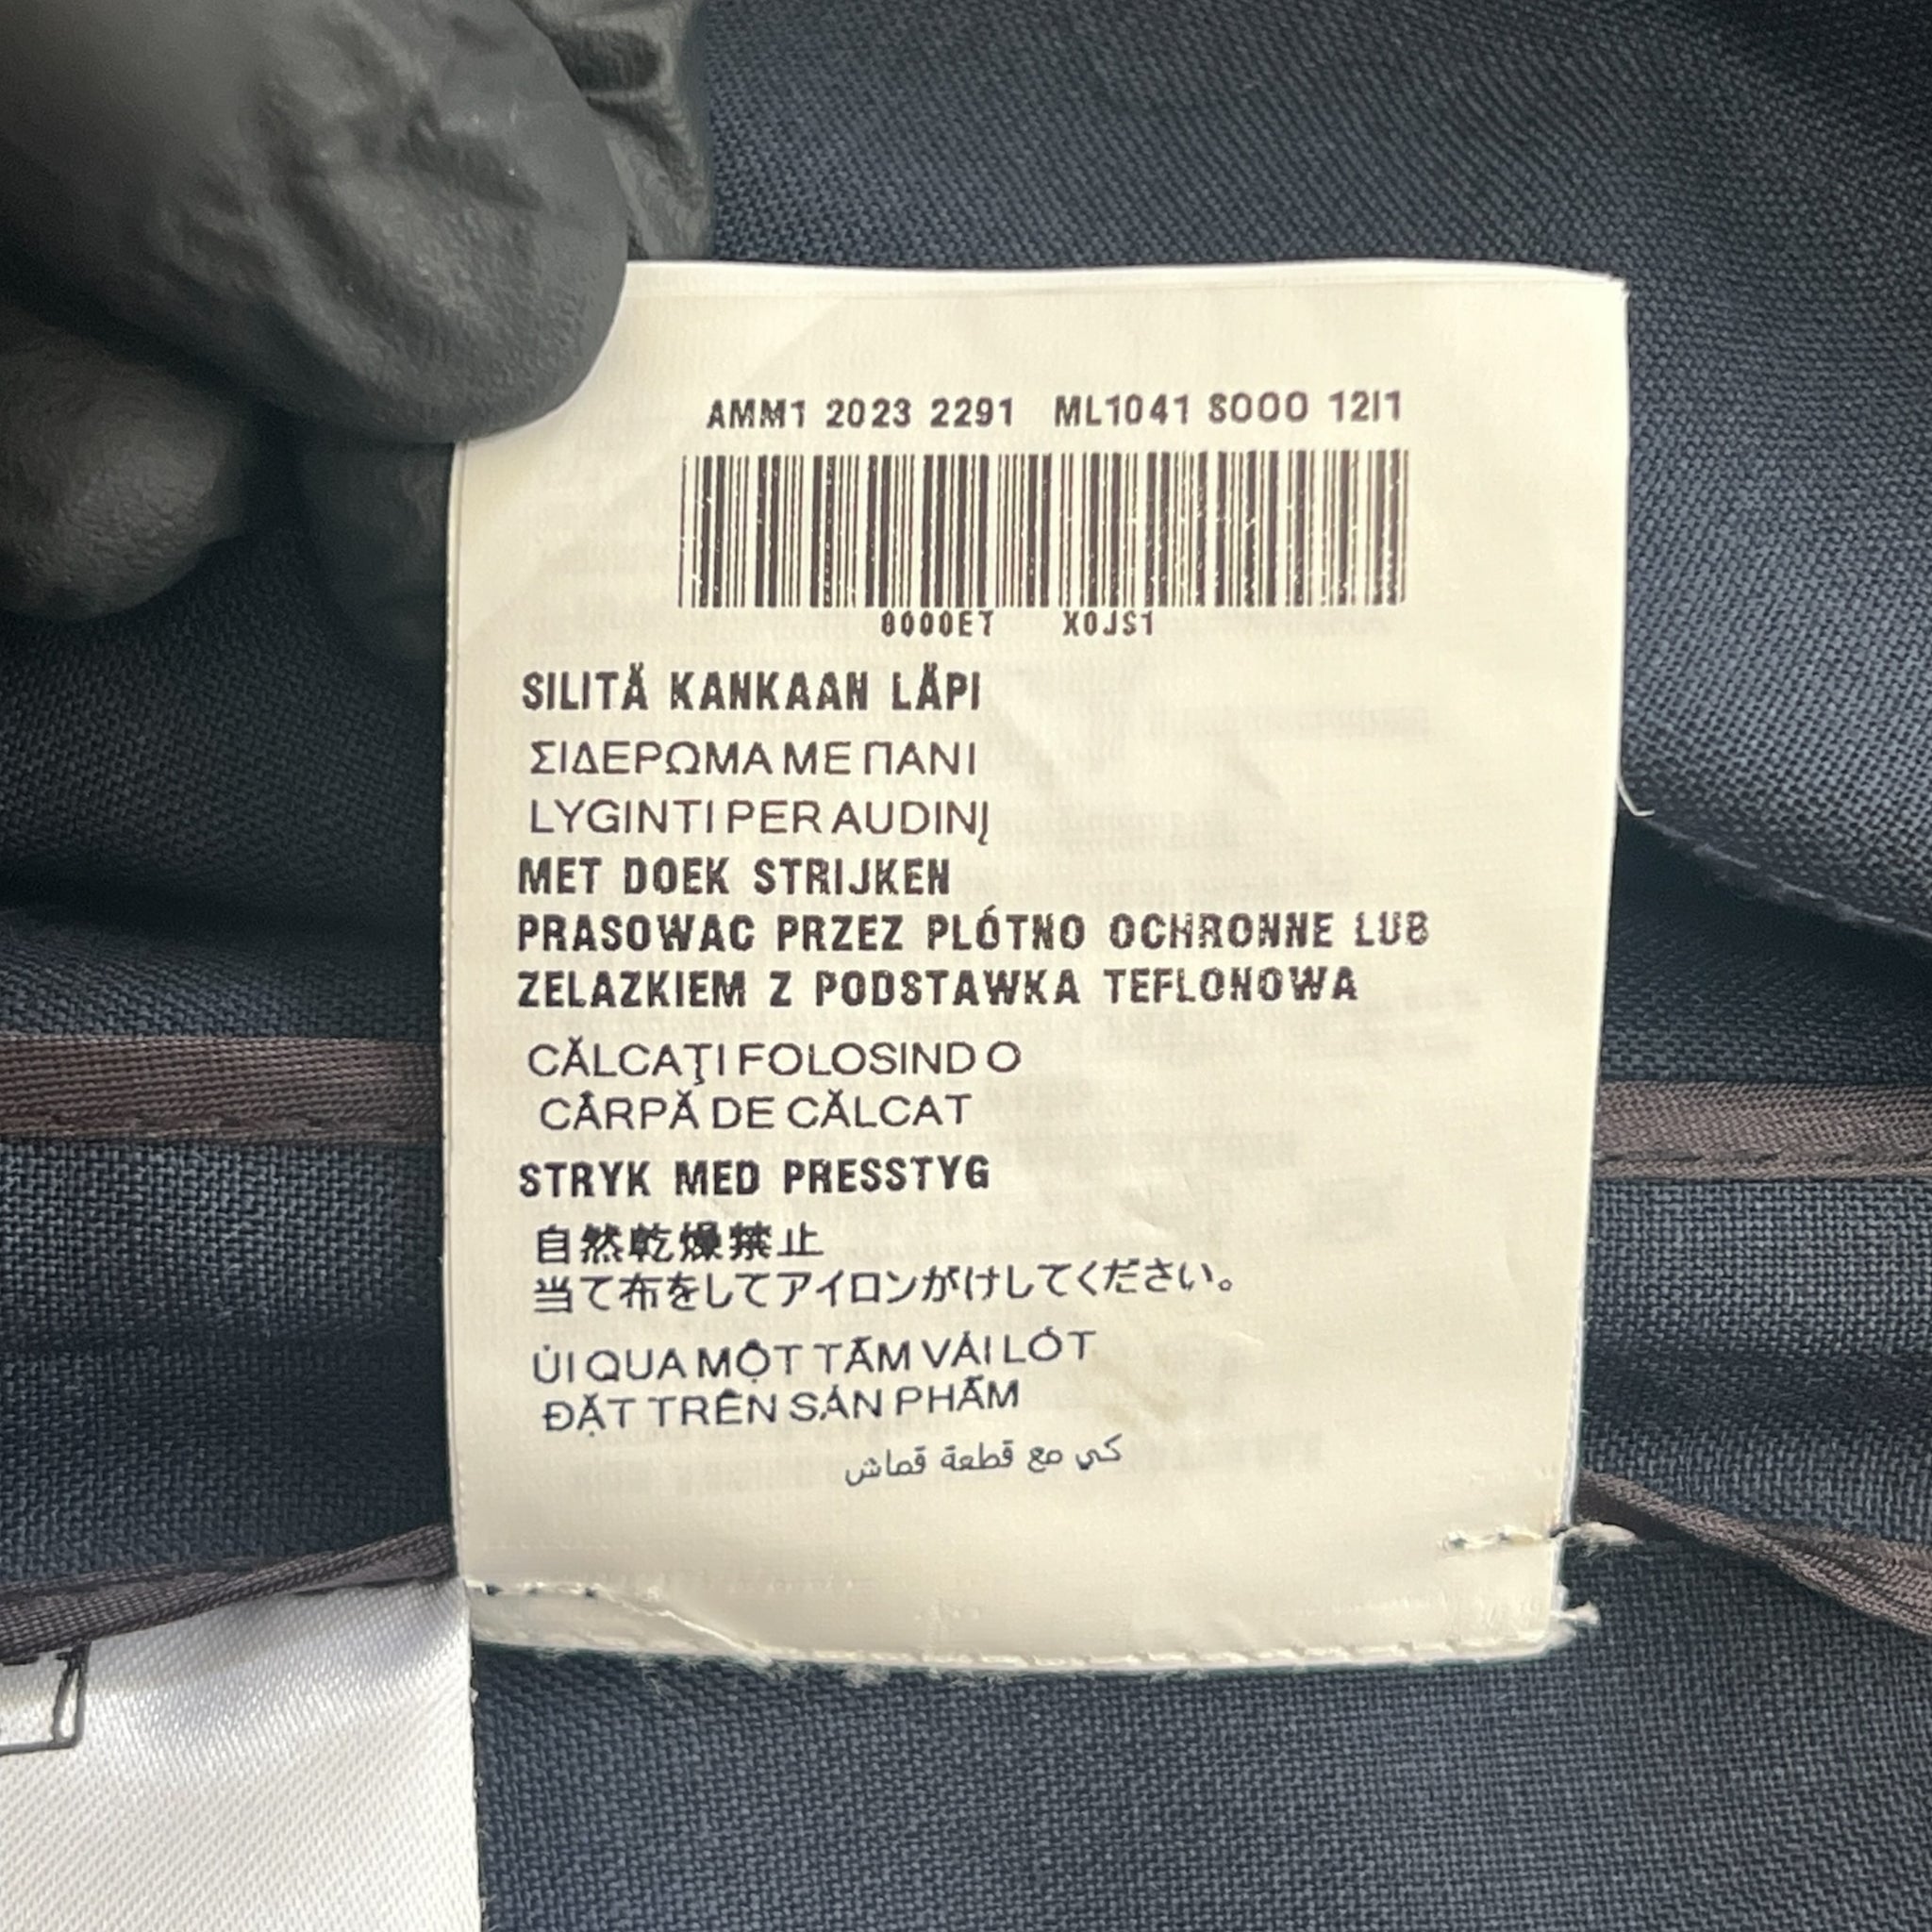 AMM1 2023 2291 ML1041 S000 12I1
8000ET X0JS1
SILITÄ KANKAAN LÄPI
ΣΙΔΕΡΩΜΑ ΜΕ ΠΑΝΙ
LYGINTI PER AUDINĮ
MET DOEK STRIJKEN
PRASOWAC PRZEZ PLÓTNO OCHRONNE LUB
ZELAZKIEM Z PODSTAWKA TEFLONOWA
CĂLCAŢI FOLOSIND O
CÂRPĂ DE CĂLCAT
STRYK MED PRESSTYG
自然乾燥禁止
当て布をしてアイロンがけしてください。
ỦI QUA MỘT TẤM VẢI LÓT
ĐẶT TRÊN SẢN PHẨM
كي مع قطعة قماش